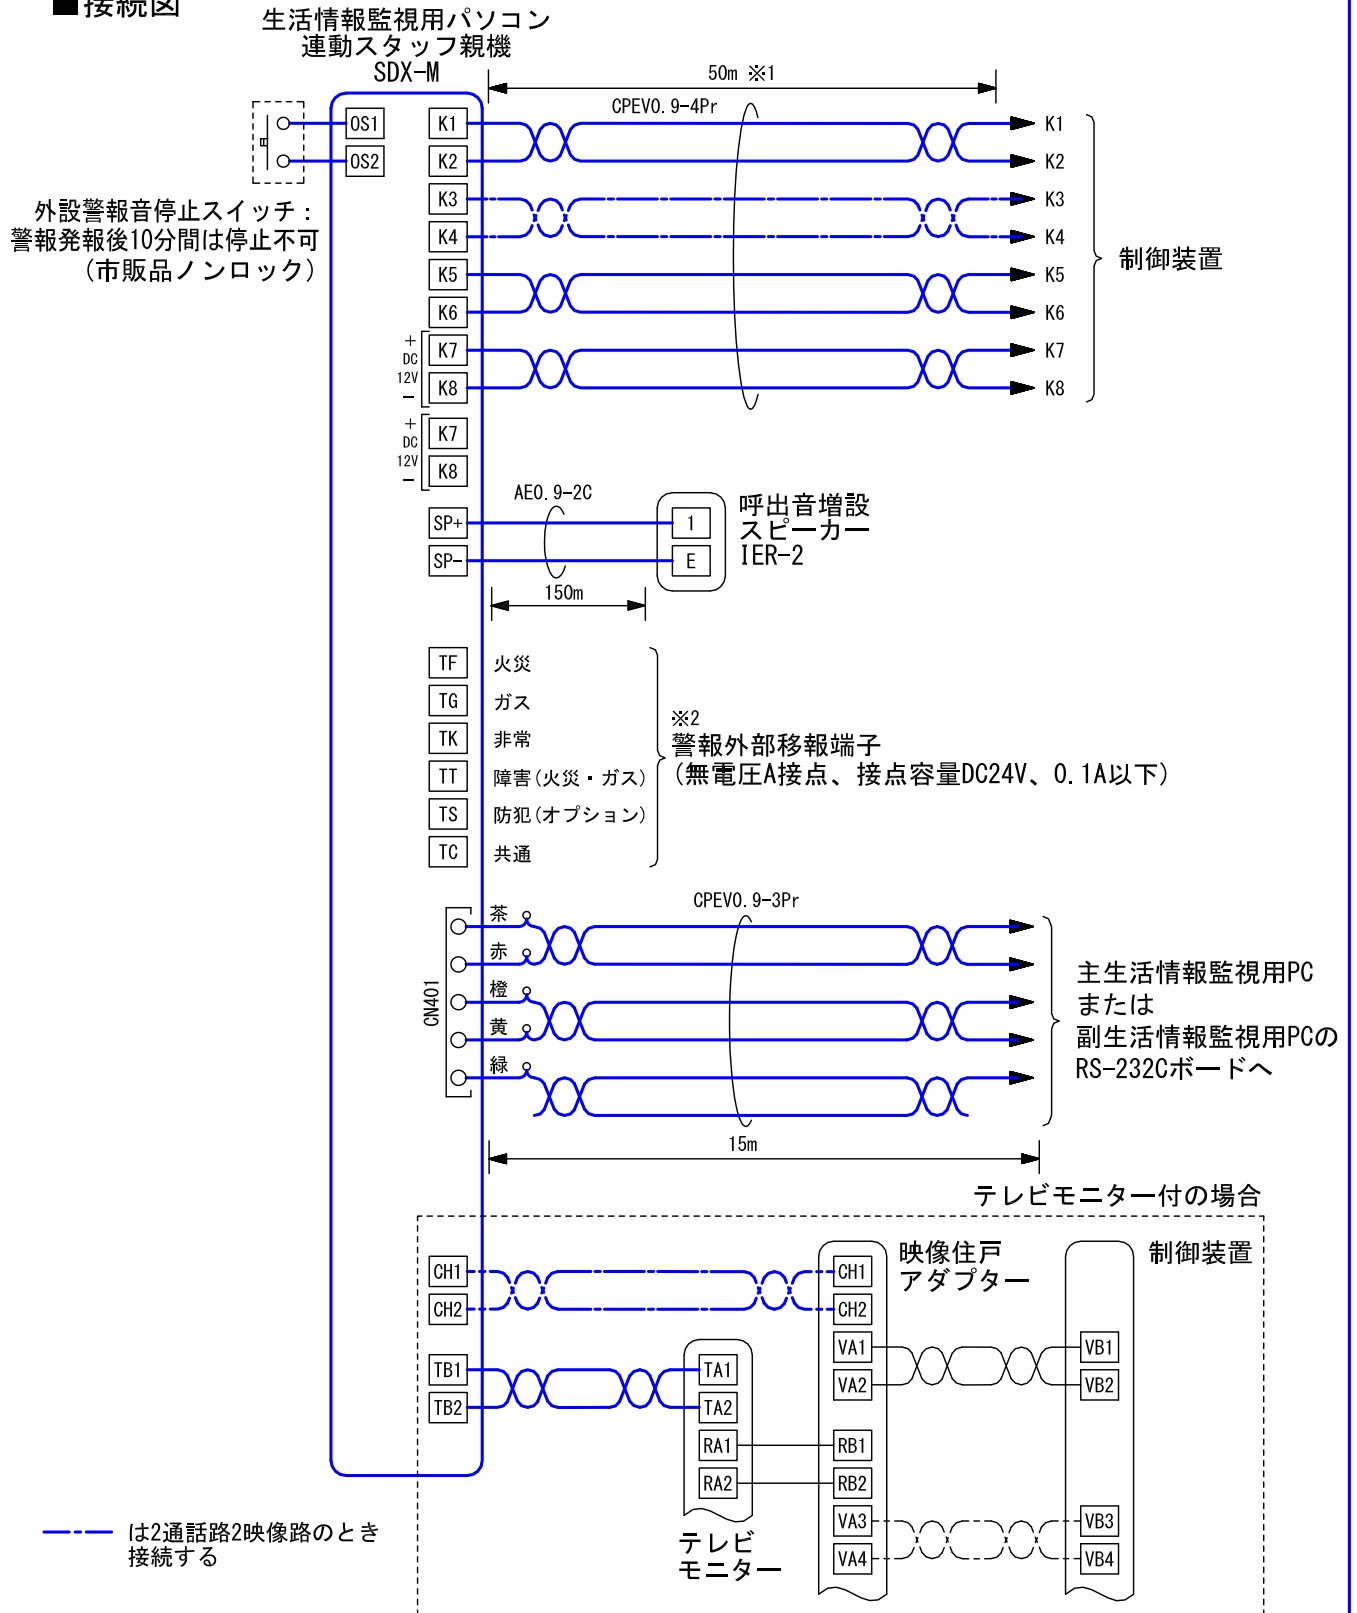 ■接続図
生活情報監視用パソコン
連動スタッフ親機
SDX-M
50m ※1
CPEV0.9-4Pr
OS1
OS2
外設警報音停止スイッチ：
警報発報後10分間は停止不可
(市販品ノンロック)
K1
K2
K3
K4
K5
K6
+
DC
12V
-
K7
K8
+
DC
12V
-
K7
K8
K1
K2
K3
K4
K5
K6
K7
K8
制御装置
SP+
SP-
AE0.9-2C
150m
1
E
呼出音増設
スピーカー
IER-2
TF 火災
TG ガス
TK 非常
TT 障害(火災・ガス)
TS 防犯(オプション)
TC 共通
※2
警報外部移報端子
(無電圧A接点、接点容量DC24V、0.1A以下)
CN401
茶
赤
橙
黄
緑
CPEV0.9-3Pr
15m
主生活情報監視用PC
または
副生活情報監視用PCの
RS-232Cボードへ
テレビモニター付の場合
CH1
CH2
TB1
TB2
TA1
TA2
RA1
RA2
テレビ
モニター
CH1
CH2
VA1
VA2
RB1
RB2
VA3
VA4
映像住戸
アダプター
VB1
VB2
VB3
VB4
制御装置
は2通話路2映像路のとき
接続する